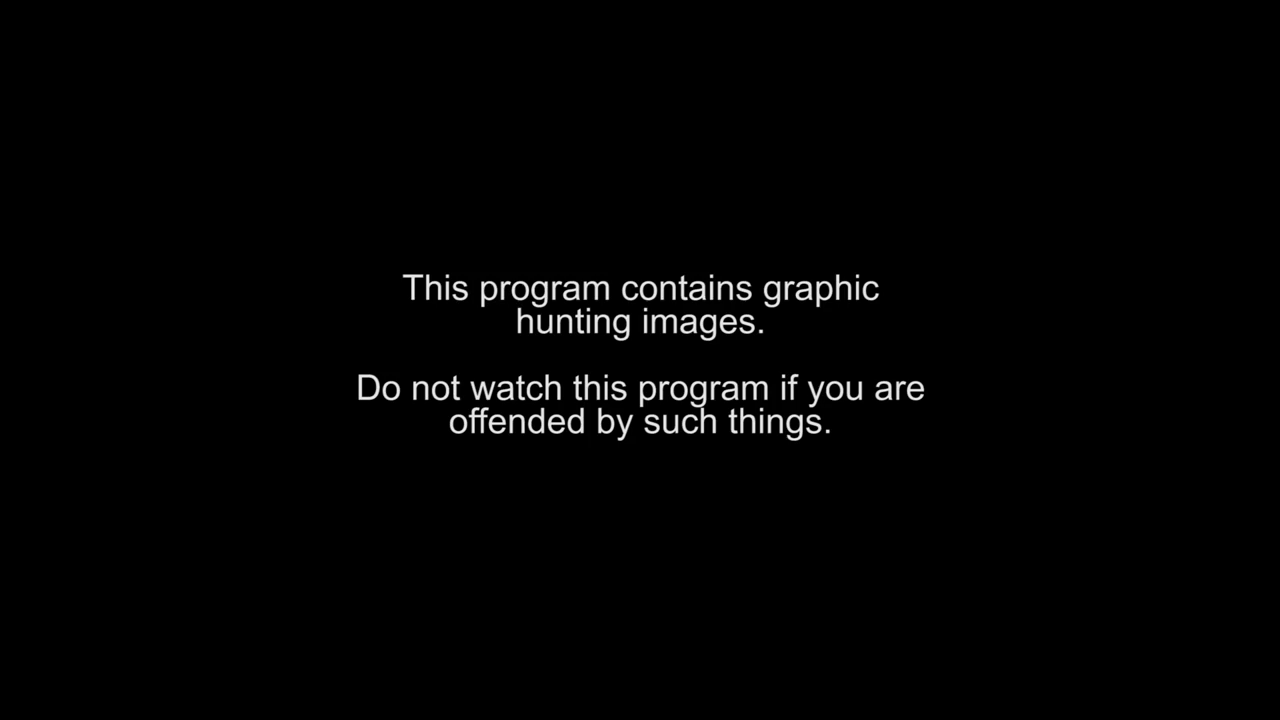 This program contains graphic
hunting images.
Do not watch this program if you are
offended by such things.